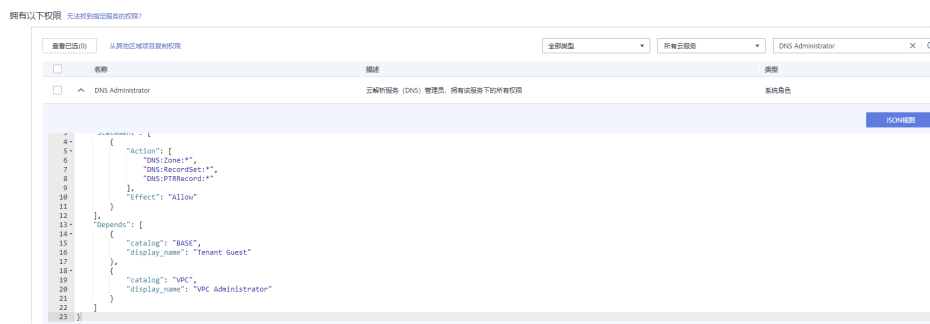 拥有以下权限 无法找到指定服务的权限?
查看已选(0) 从其他区域项目复制权限 全部类型 所有云服务 DNS Administrator
名称 描述 类型
DNS Administrator 云解析服务（DNS）管理员，拥有该服务下的所有权限 系统角色
JSON视图
3 "Statement": [
4 {
5 "Action": [
6 "DNS:Zone:*",
7 "DNS:RecordSet:*",
8 "DNS:PTRRecord:*"
9 ],
10 "Effect": "Allow"
11 }
12 ],
13 "Depends": [
14 {
15 "catalog": "BASE",
16 "display_name": "Tenant Guest"
17 },
18 {
19 "catalog": "VPC",
20 "display_name": "VPC Administrator"
21 }
22 ]
23 }